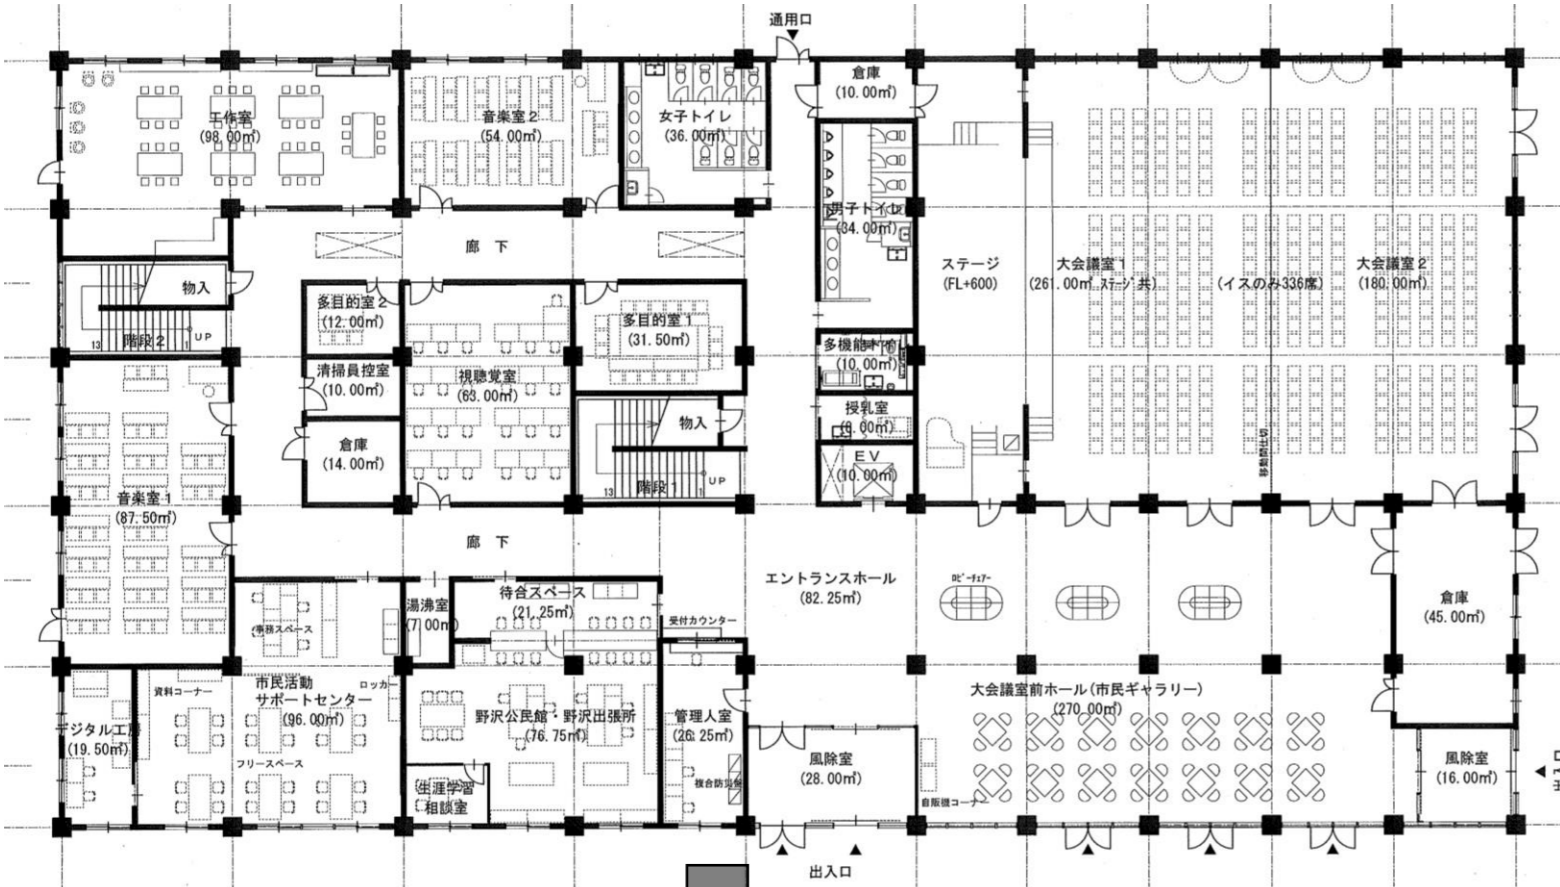 通用口
倉庫
(10.00㎡)
工作室
(98.00㎡)
音楽室2
(54.00㎡)
女子トイレ
(36.00㎡)
男子トイレ
(34.00㎡)
廊下
ステージ
(FL+600)
大会議室1
(261.00㎡ ステージ共)
(イスのみ336席)
大会議室2
(180.00㎡)
物入
階段2
13
1
UP
多目的室2
(12.00㎡)
清掃員控室
(10.00㎡)
倉庫
(14.00㎡)
視聴覚室
(63.00㎡)
多目的室1
(31.50㎡)
物入
階段1
13
1
UP
(10.00㎡)
授乳室
EV
(10.00㎡)
移動間仕切
音楽室1
(87.50㎡)
廊下
エントランスホール
(82.25㎡)
ロビーチェアー
倉庫
(45.00㎡)
事務スペース
湯沸室
(7.00㎡)
待合スペース
(21.25㎡)
受付カウンター
資料コーナー
市民活動
サポートセンター
(96.00㎡)
ロッカー
フリースペース
(19.50㎡)
野沢公民館・野沢出張所
(76.75㎡)
生涯学習
相談室
管理人室
(26.25㎡)
風除室
(28.00㎡)
大会議室前ホール(市民ギャラリー)
(270.00㎡)
自販機コーナー
風除室
(16.00㎡)
出入口